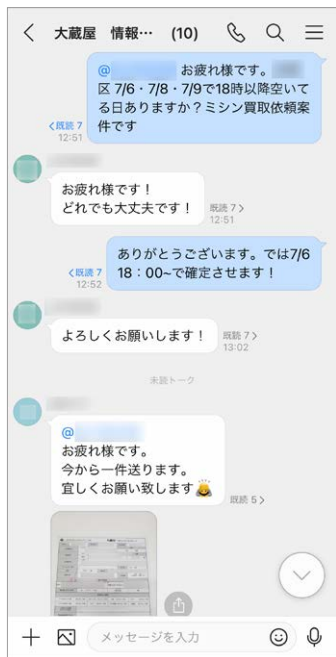 大蔵屋 情報… (10)
@ お疲れ様です。
区 7/6・7/8・7/9で18時以降空いて
る日ありますか？ミシン買取依頼案
件です
既読 7
12:51
お疲れ様です！
どれでも大丈夫です！
既読 7
12:51
ありがとうございます。では7/6
18：00~で確定させます！
既読 7
12:52
よろしくお願いします！
既読 7
13:02
未読トーク
@
お疲れ様です。
今から一件送ります。
宜しくお願い致します🙇
既読 5
メッセージを入力